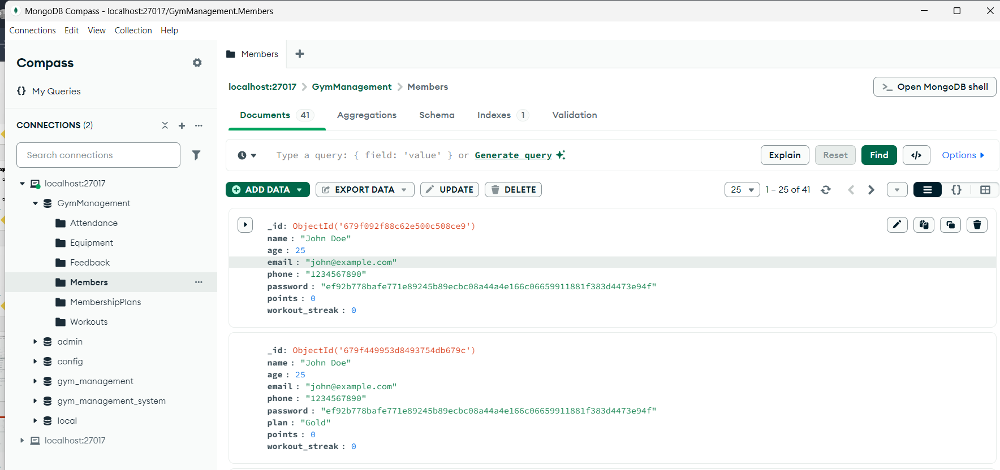 MongoDB Compass - localhost:27017/GymManagement.Members
Connections Edit View Collection Help
Compass
My Queries
CONNECTIONS (2)
Search connections
localhost:27017
GymManagement
Attendance
Equipment
Feedback
Members
MembershipPlans
Workouts
admin
config
gym_management
gym_management_system
local
localhost:27017
Members
localhost:27017 > GymManagement > Members
>_ Open MongoDB shell
Documents 41 Aggregations Schema Indexes 1 Validation
Type a query: { field: 'value' } or Generate query
Explain Reset Find </> Options
ADD DATA EXPORT DATA UPDATE DELETE
25 1 – 25 of 41 {}
_id: ObjectId('679f092f88c62e500c508ce9')
name : "John Doe"
age : 25
email : "john@example.com"
phone : "1234567890"
password : "ef92b778bafe771e89245b89ecbc08a44a4e166c06659911881f383d4473e94f"
points : 0
workout_streak : 0
_id: ObjectId('679f449953d8493754db679c')
name : "John Doe"
age : 25
email : "john@example.com"
phone : "1234567890"
password : "ef92b778bafe771e89245b89ecbc08a44a4e166c06659911881f383d4473e94f"
plan : "Gold"
points : 0
workout_streak : 0